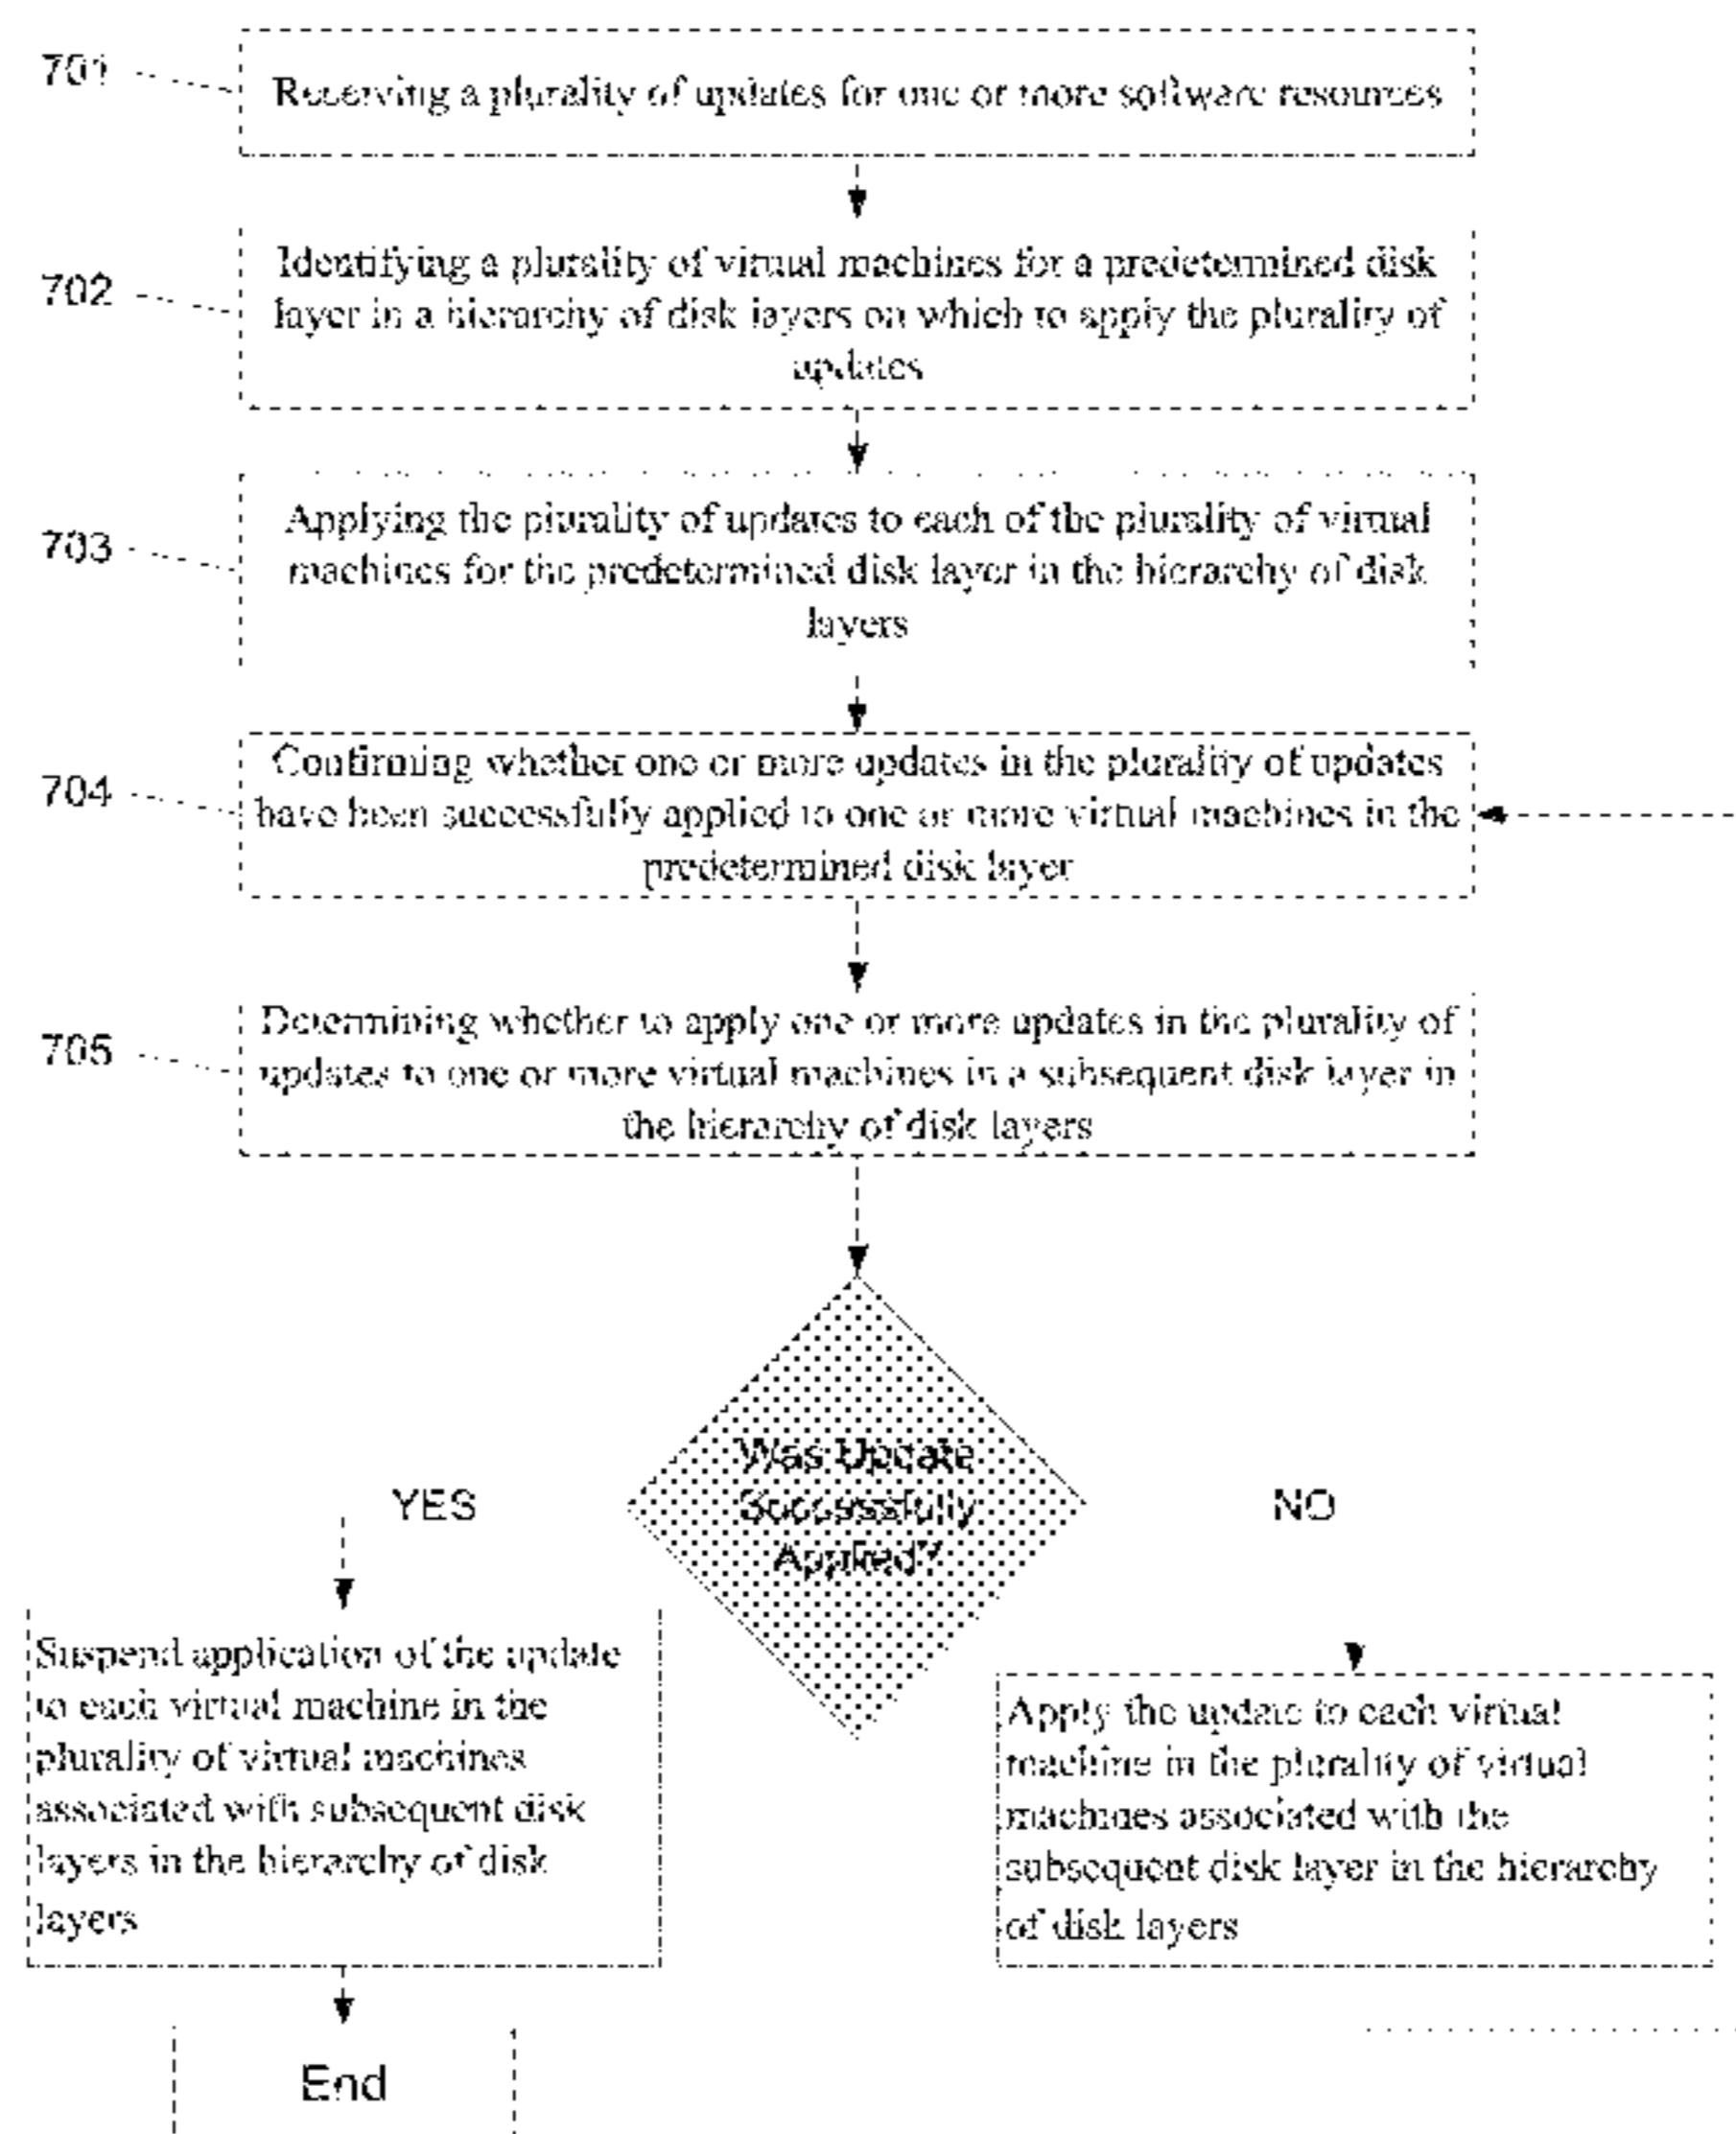 701
Receiving a plurality of updates for one or more software resources
702
Identifying a plurality of virtual machines for a predetermined disk
layer in a hierarchy of disk layers on which to apply the plurality of
updates
703
Applying the plurality of updates to each of the plurality of virtual
machines for the predetermined disk layer in the hierarchy of disk
layers
704
Confirming whether one or more updates in the plurality of updates
have been successfully applied to one or more virtual machines in the
predetermined disk layer
705
Determining whether to apply one or more updates in the plurality of
updates to one or more virtual machines in a subsequent disk layer in
the hierarchy of disk layers
Was Update
Successsfully
Applied?
YES
NO
Suspend application of the update
to each virtual machine in the
plurality of virtual machines
associated with subsequent disk
layers in the hierarchy of disk
layers
Apply the update to each virtual
machine in the plurality of virtual
machines associated with the
subsequent disk layer in the hierarchy
of disk layers
End